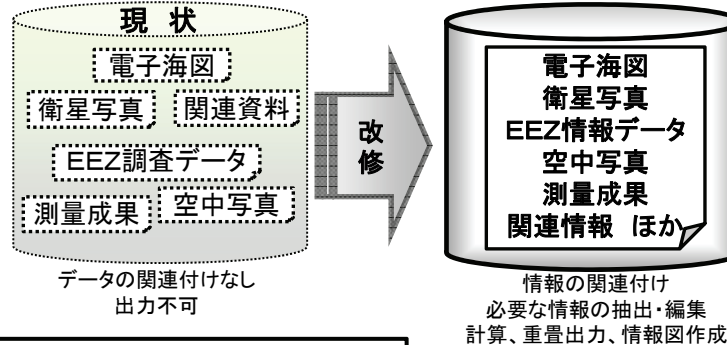 現 状
電子海図
衛星写真 関連資料
EEZ調査データ
測量成果 空中写真
データの関連付けなし
出力不可
改修
電子海図
衛星写真
EEZ情報データ
空中写真
測量成果
関連情報 ほか
情報の関連付け
必要な情報の抽出・編集
計算、重畳出力、情報図作成